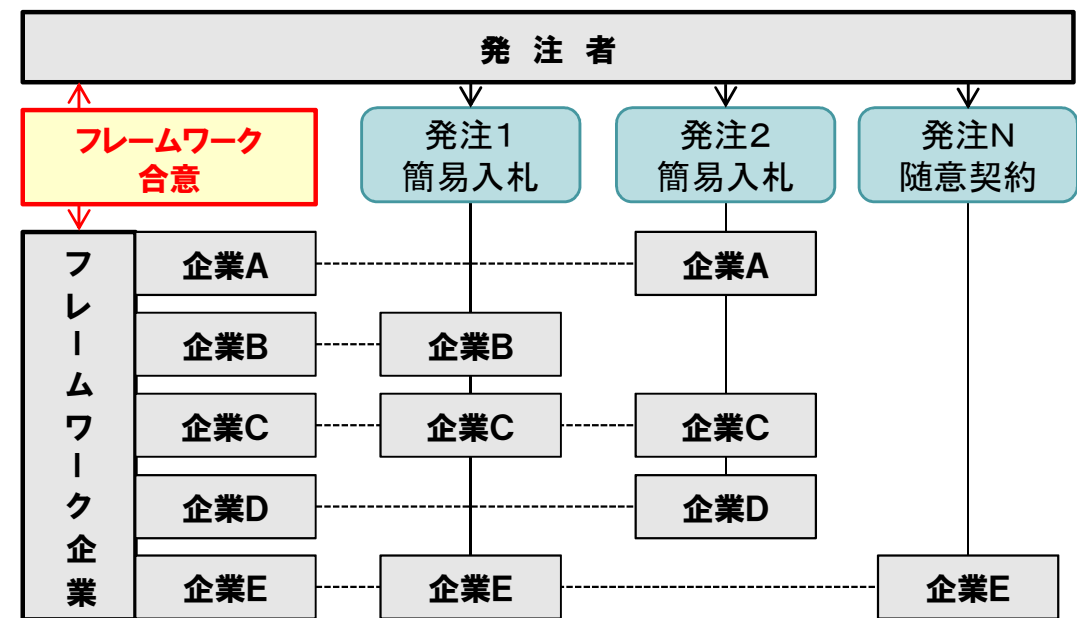 発 注 者
フレームワーク
合意
発注1
簡易入札
発注2
簡易入札
発注N
随意契約
フレームワーク企業
企業A
企業A
企業B
企業B
企業C
企業C
企業C
企業D
企業D
企業E
企業E
企業E